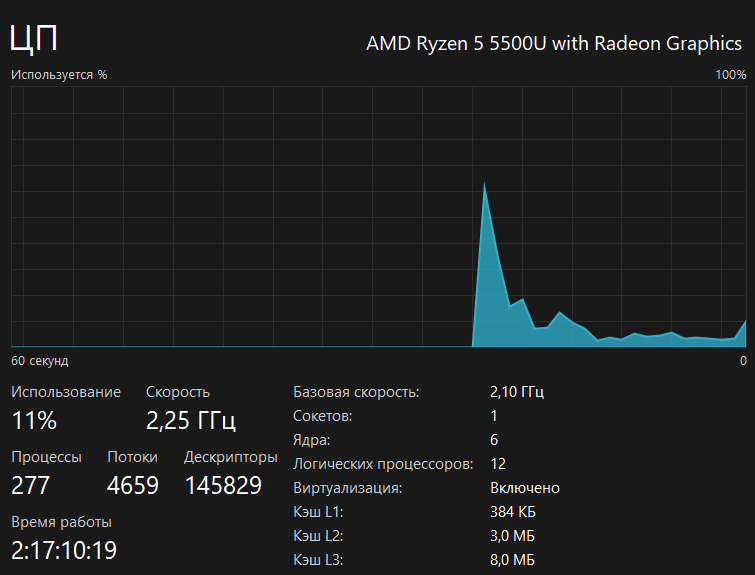 ЦП
AMD Ryzen 5 5500U with Radeon Graphics
Используется %
100%
60 секунд
0
Использование
Скорость
11%
2,25 ГГц
Процессы
Потоки
Дескрипторы
277
4659
145829
Время работы
2:17:10:19
Базовая скорость: 2,10 ГГц
Сокетов: 1
Ядра: 6
Логических процессоров: 12
Виртуализация: Включено
Кэш L1: 384 КБ
Кэш L2: 3,0 МБ
Кэш L3: 8,0 МБ